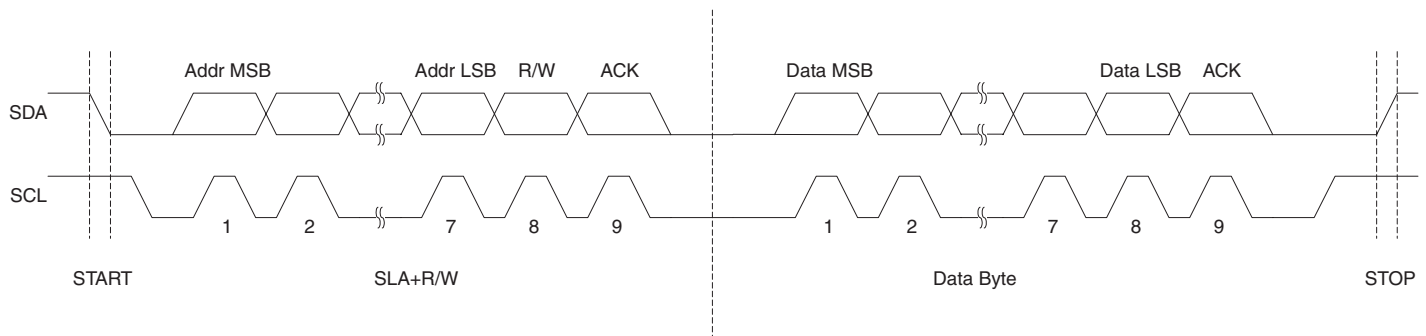 Addr MSB Addr LSB R/W ACK Data MSB Data LSB ACK
SDA
SCL
1 2 7 8 9 1 2 7 8 9
START SLA+R/W Data Byte STOP